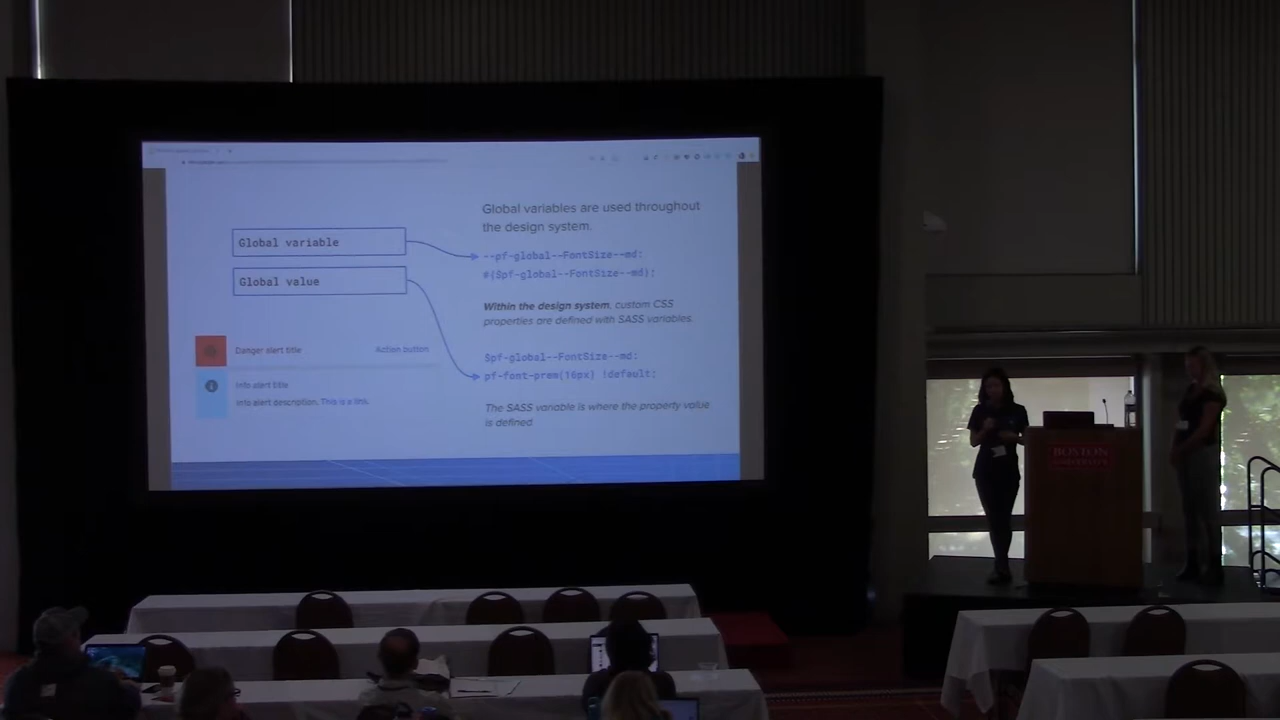 Global variable
Global value
Danger alert title
Action button
Info alert title
Info alert description. This is a link.
Global variables are used throughout
the design system.
--pf-global--FontSize--md:
#{$pf-global--FontSize--md};
Within the design system, custom CSS
properties are defined with SASS variables.
$pf-global--FontSize--md:
pf-font-prem(16px) !default;
The SASS variable is where the property value
is defined
BOSTON
UNIVERSITY